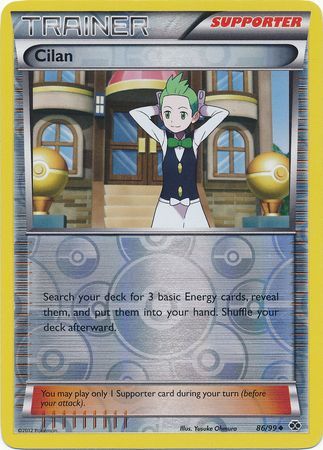 TRAINER
SUPPORTER
Cilan
Search your deck for 3 basic Energy cards, reveal
them, and put them into your hand. Shuffle your
deck afterward.
You may play only 1 Supporter card during your turn (before
your attack).
©2012 Pokémon
Illus. Yusuke Ohmura
86/99